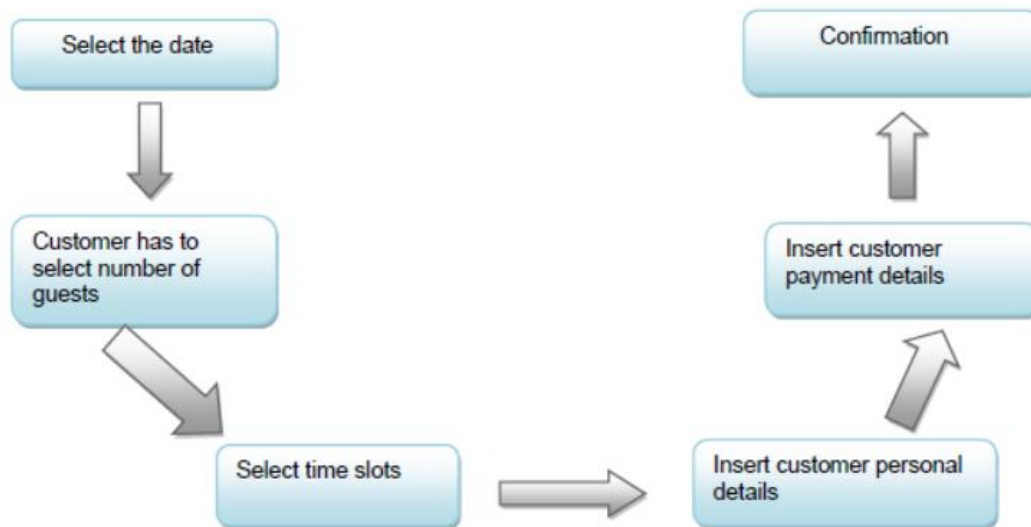 Select the date
Customer has to
select number of
guests
Select time slots
Insert customer personal
details
Insert customer
payment details
Confirmation